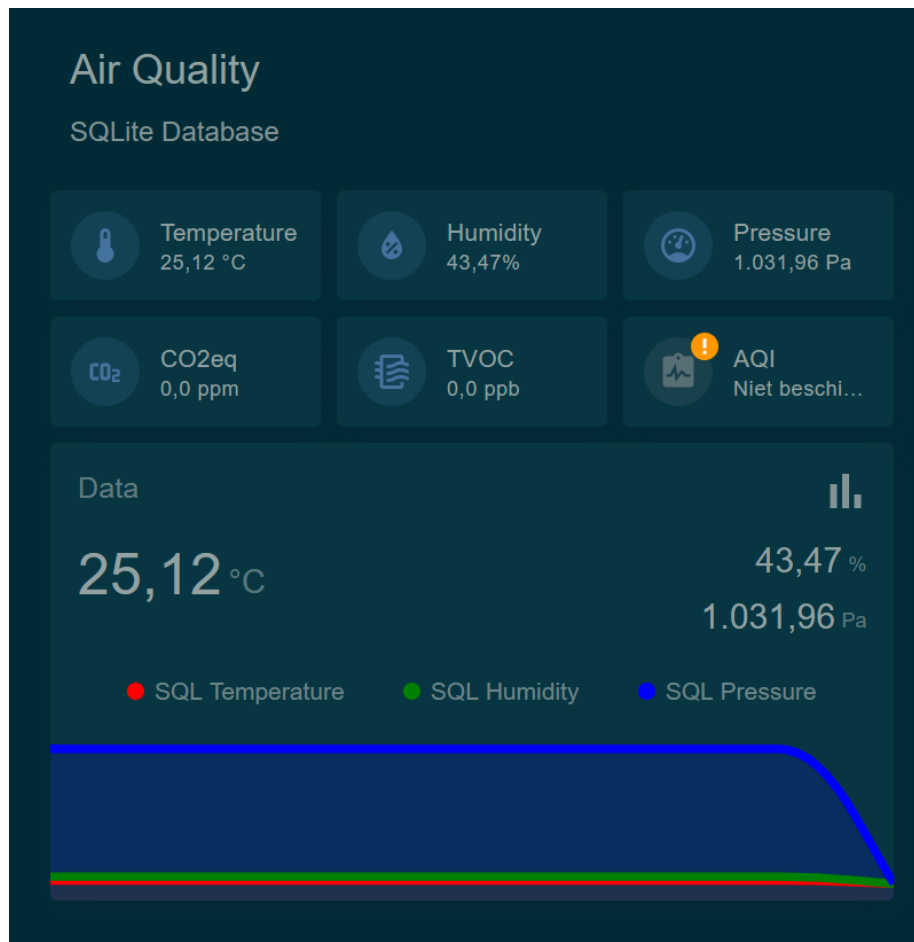 Air Quality
SQLite Database
Temperature
25,12 °C
Humidity
43,47%
Pressure
1.031,96 Pa
CO2eq
0,0 ppm
TVOC
0,0 ppb
AQI
Niet beschi...
CO₂
Data
25,12 °C
43,47 %
1.031,96 Pa
SQL Temperature
SQL Humidity
SQL Pressure